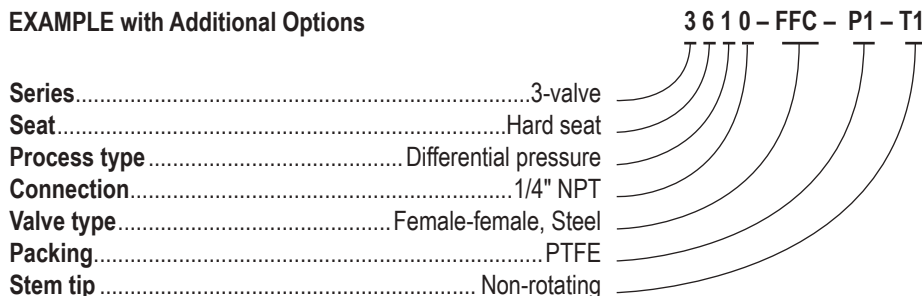 EXAMPLE with Additional Options 3 6 1 0 – FFC – P1 – T1
Series....................................................................3-valve
Seat....................................................................Hard seat
Process type......................................Differential pressure
Connection.........................................................1/4" NPT
Valve type.........................................Female-female, Steel
Packing....................................................................PTFE
Stem tip........................................................Non-rotating